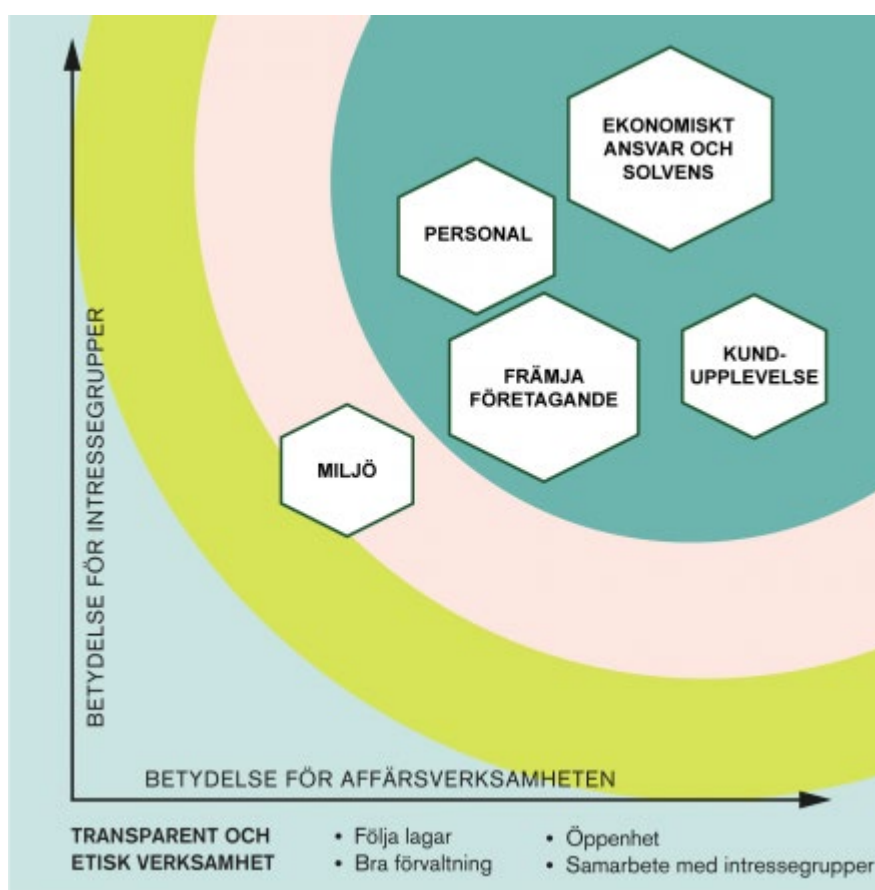 EKONOMISKT
ANSVAR OCH
SOLVENS
PERSONAL
FRÄMJA
FÖRETAGANDE
KUND-
UPPLEVELSE
MILJÖ
BETYDELSE FÖR INTRESSEGRUPPER
BETYDELSE FÖR AFFÄRSVERKSAMHETEN
TRANSPARENT OCH
ETISK VERKSAMHET
• Följa lagar
• Bra förvaltning
• Öppenhet
• Samarbete med intressegrupper